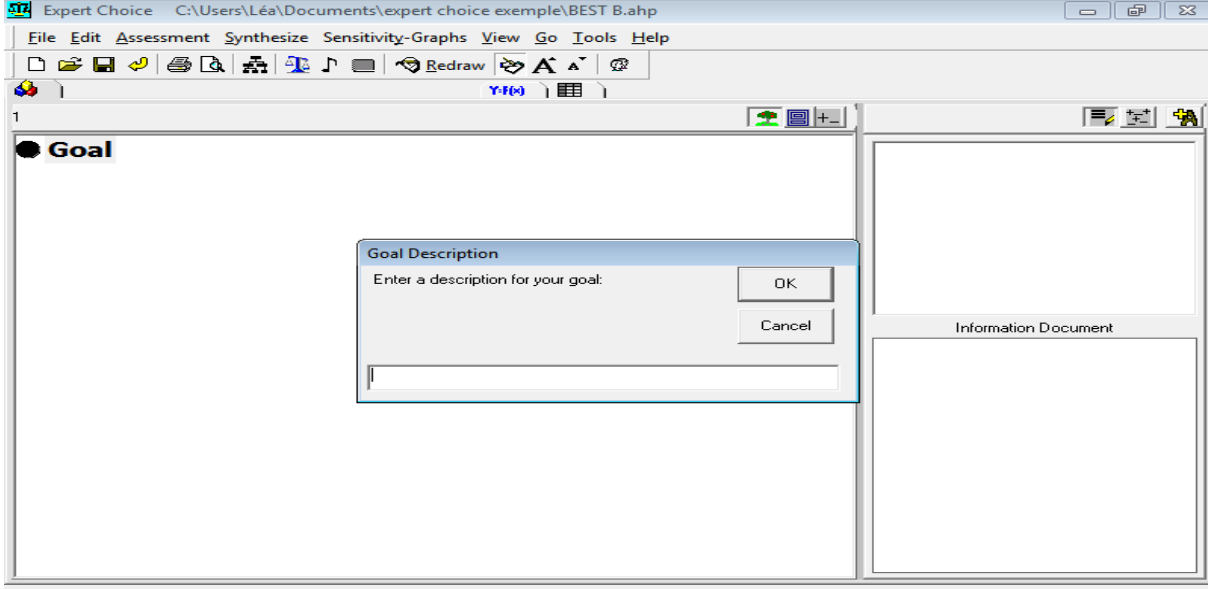 Expert Choice C:\Users\Léa\Documents\expert choice exemple\BEST B.ahp
File Edit Assessment Synthesize Sensitivity-Graphs View Go Tools Help
Redraw A A
Y=F(x)
1
Goal
Goal Description
Enter a description for your goal:
OK
Cancel
Information Document